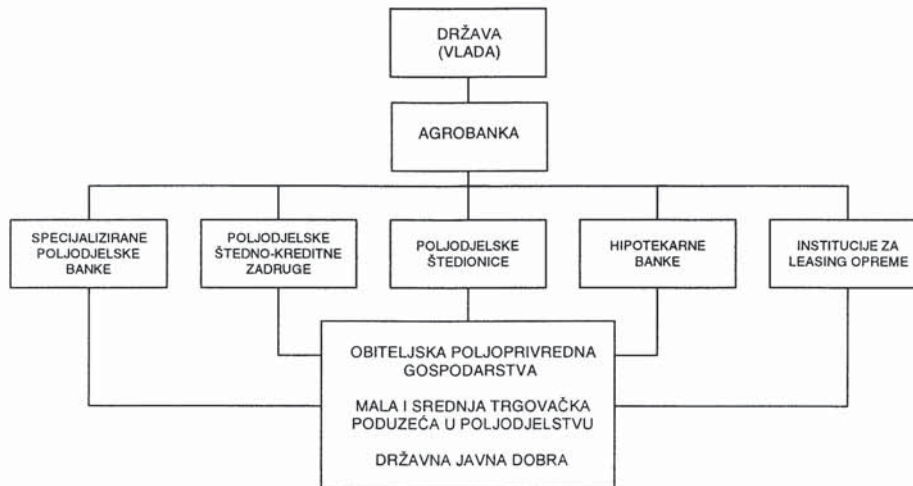 DRŽAVA
(VLADA)
AGROBANKA
SPECIJALIZIRANE
POLJODJELSKE
BANKE
POLJODJELSKE
ŠTEDNO-KREDITNE
ZADRUGE
POLJODJELSKE
ŠTEDIONICE
HIPOTEKARNE
BANKE
INSTITUCIJE ZA
LEASING OPREME
OBITELJSKA POLJOPRIVREDNA
GOSPODARSTVA
MALA I SREDNJA TRGOVAČKA
PODUZEĆA U POLJODJELSTVU
DRŽAVNA JAVNA DOBRA